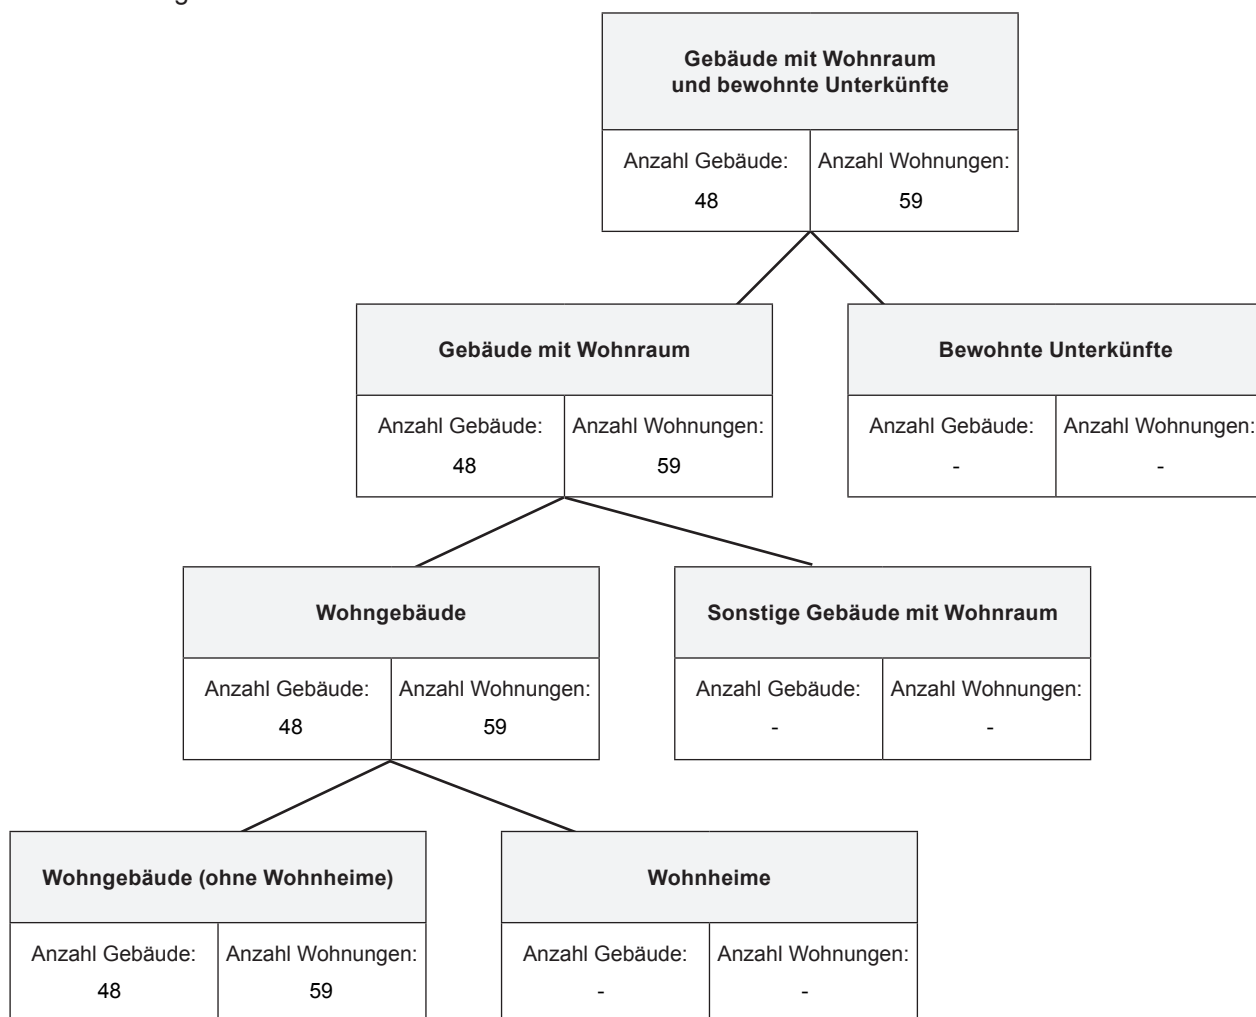 Gebäude mit Wohnraum
und bewohnte Unterkünfte
Anzahl Gebäude: Anzahl Wohnungen:
48 59
Gebäude mit Wohnraum Bewohnte Unterkünfte
Anzahl Gebäude: Anzahl Wohnungen: Anzahl Gebäude: Anzahl Wohnungen:
48 59 - -
Wohngebäude Sonstige Gebäude mit Wohnraum
Anzahl Gebäude: Anzahl Wohnungen: Anzahl Gebäude: Anzahl Wohnungen:
48 59 - -
Wohngebäude (ohne Wohnheime) Wohnheime
Anzahl Gebäude: Anzahl Wohnungen: Anzahl Gebäude: Anzahl Wohnungen:
48 59 - -